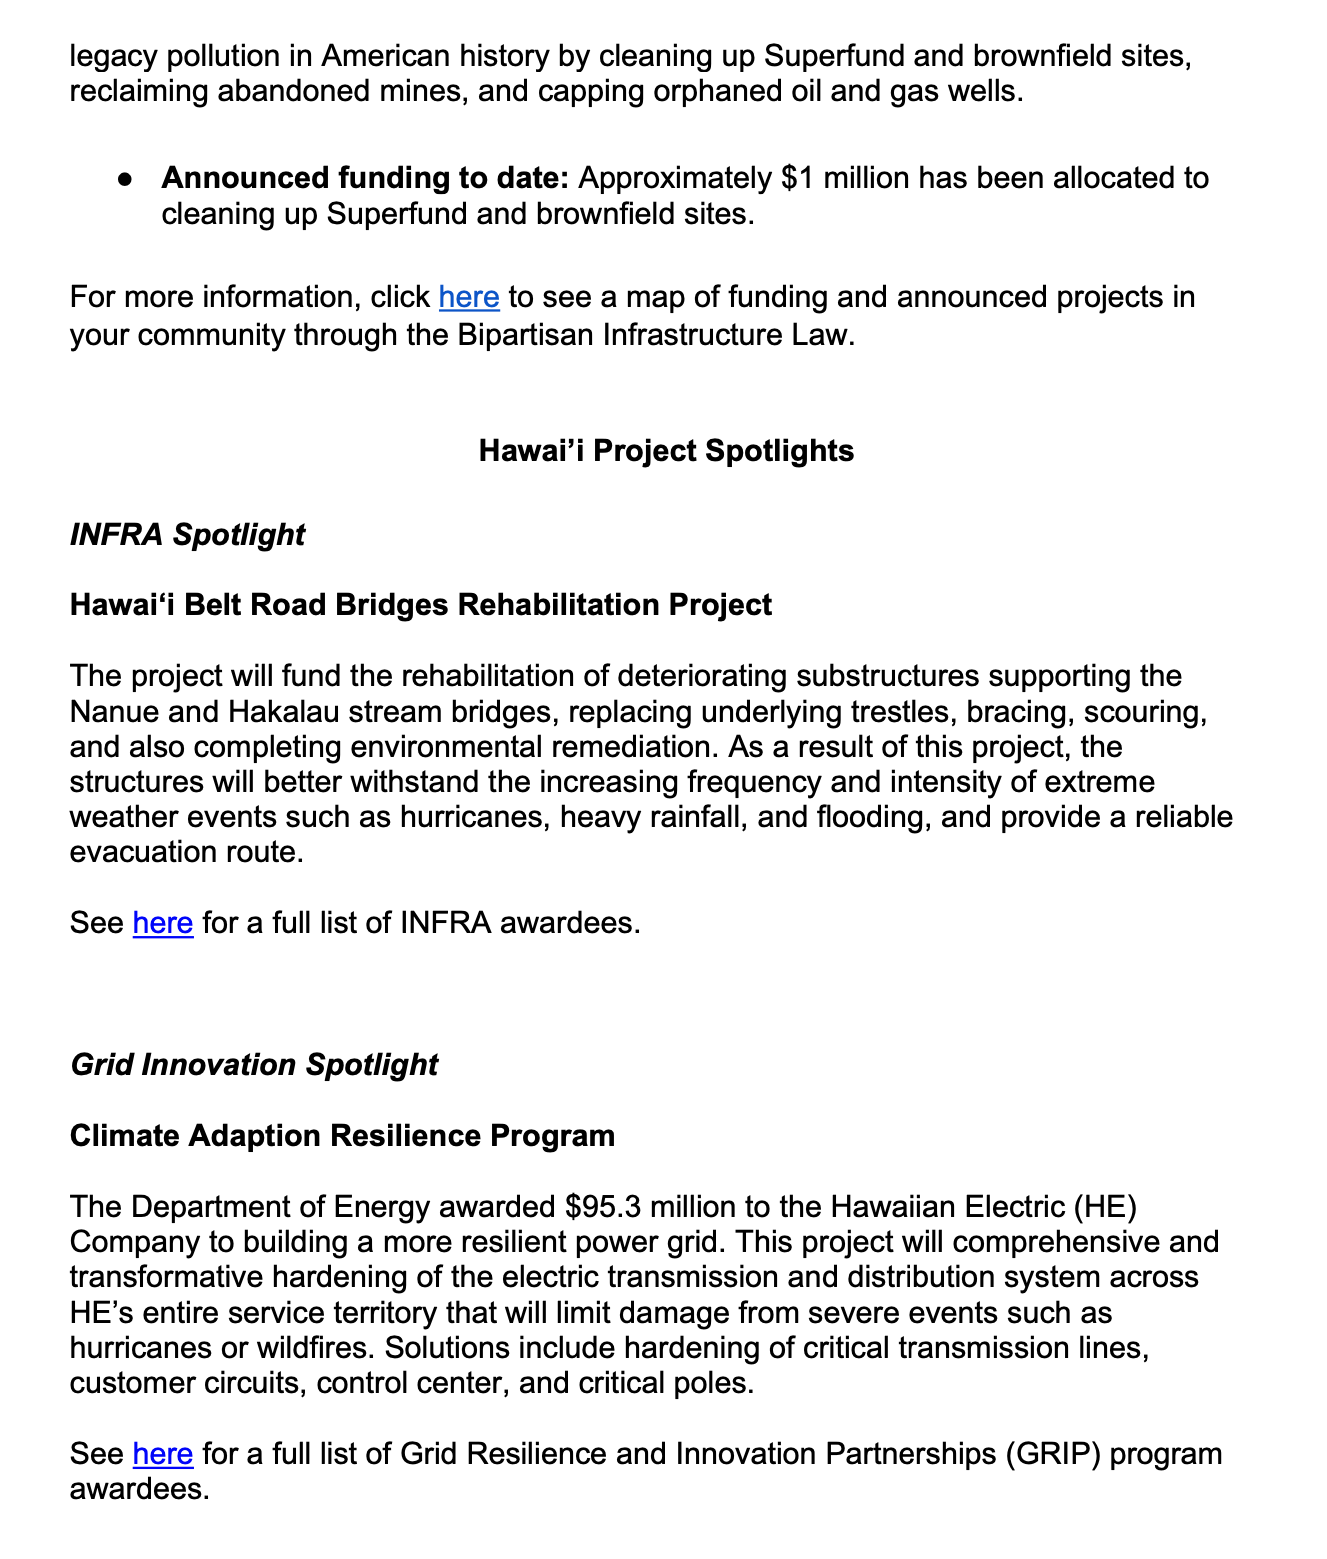 legacy pollution in American history by cleaning up Superfund and brownfield sites,
reclaiming abandoned mines, and capping orphaned oil and gas wells.
● Announced funding to date: Approximately $1 million has been allocated to
cleaning up Superfund and brownfield sites.
For more information, click here to see a map of funding and announced projects in
your community through the Bipartisan Infrastructure Law.
Hawai’i Project Spotlights
INFRA Spotlight
Hawai‘i Belt Road Bridges Rehabilitation Project
The project will fund the rehabilitation of deteriorating substructures supporting the
Nanue and Hakalau stream bridges, replacing underlying trestles, bracing, scouring,
and also completing environmental remediation. As a result of this project, the
structures will better withstand the increasing frequency and intensity of extreme
weather events such as hurricanes, heavy rainfall, and flooding, and provide a reliable
evacuation route.
See here for a full list of INFRA awardees.
Grid Innovation Spotlight
Climate Adaption Resilience Program
The Department of Energy awarded $95.3 million to the Hawaiian Electric (HE)
Company to building a more resilient power grid. This project will comprehensive and
transformative hardening of the electric transmission and distribution system across
HE’s entire service territory that will limit damage from severe events such as
hurricanes or wildfires. Solutions include hardening of critical transmission lines,
customer circuits, control center, and critical poles.
See here for a full list of Grid Resilience and Innovation Partnerships (GRIP) program
awardees.